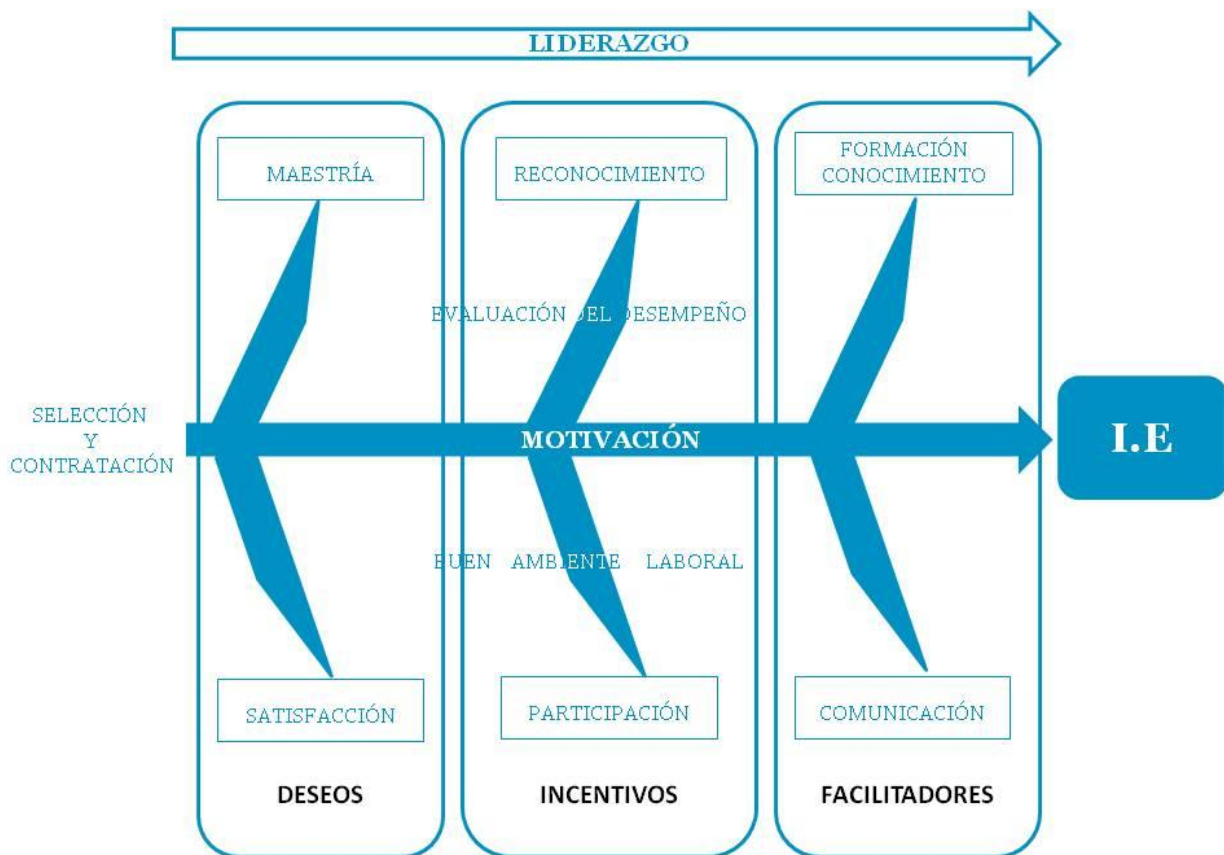 LIDERAZGO
MAESTRÍA
RECONOCIMIENTO
FORMACIÓN
CONOCIMIENTO
EVALUACIÓN DEL DESEMPEÑO
SELECCIÓN
Y
CONTRATACIÓN
MOTIVACIÓN
I.E
BUEN AMBIENTE LABORAL
SATISFACCIÓN
PARTICIPACIÓN
COMUNICACIÓN
DESEOS
INCENTIVOS
FACILITADORES